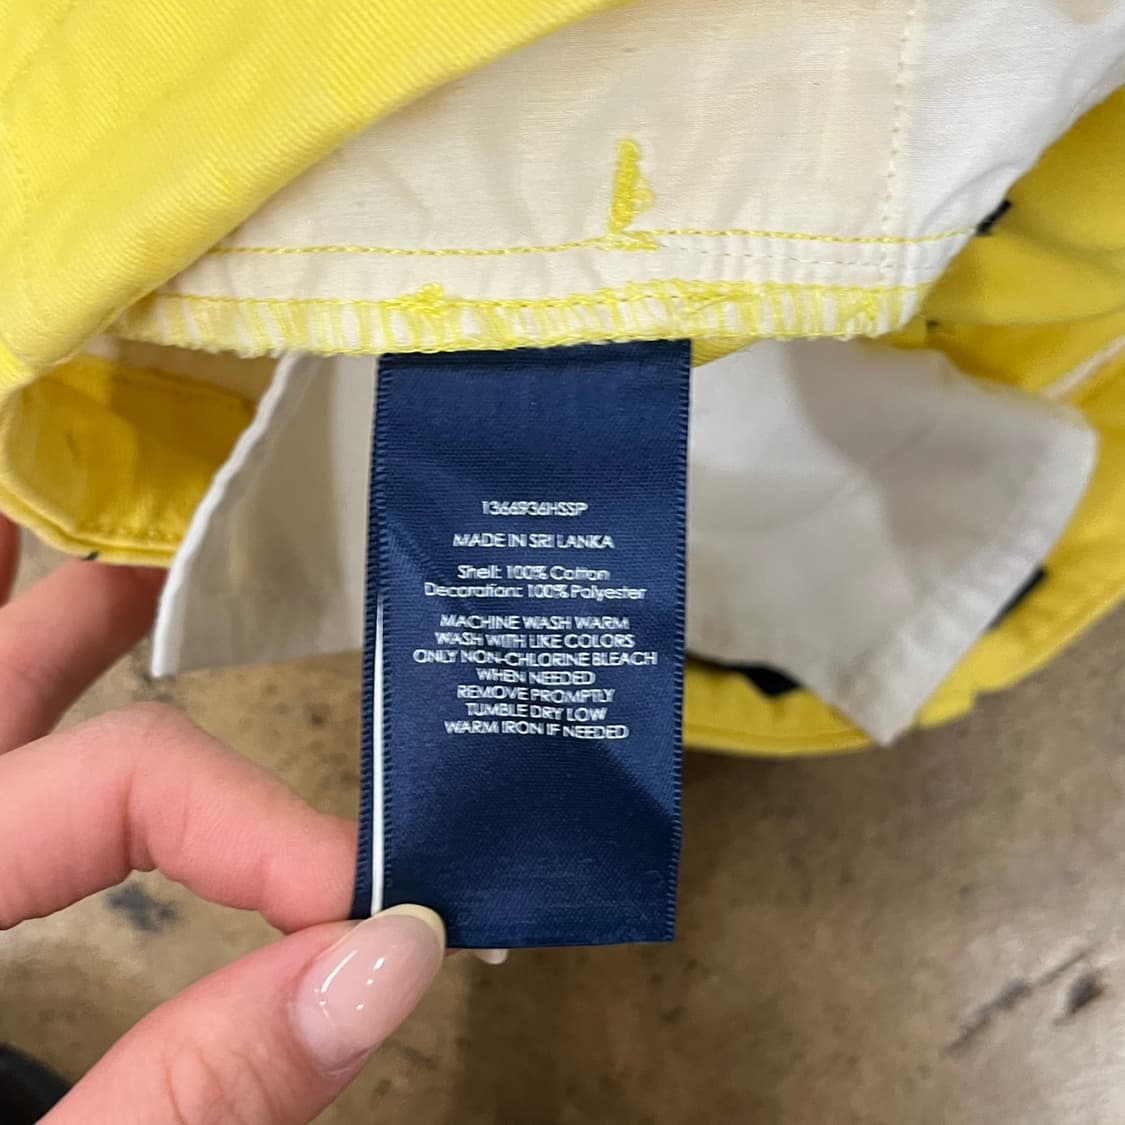 1366936HSSP
MADE IN SRI LANKA
Shell: 100% Cotton
Decoration: 100% Polyester
MACHINE WASH WARM
WASH WITH LIKE COLORS
ONLY NON-CHLORINE BLEACH
WHEN NEEDED
REMOVE PROMPTLY
TUMBLE DRY LOW
WARM IRON IF NEEDED